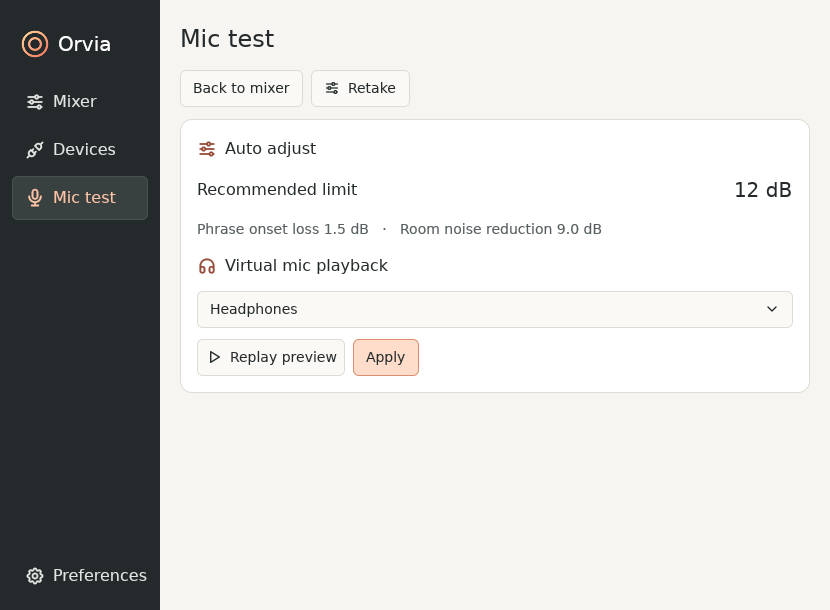 Orvia
Mixer
Devices
Mic test
Preferences
Mic test
Back to mixer
Retake
Auto adjust
Recommended limit 12 dB
Phrase onset loss 1.5 dB · Room noise reduction 9.0 dB
Virtual mic playback
Headphones
Replay preview
Apply